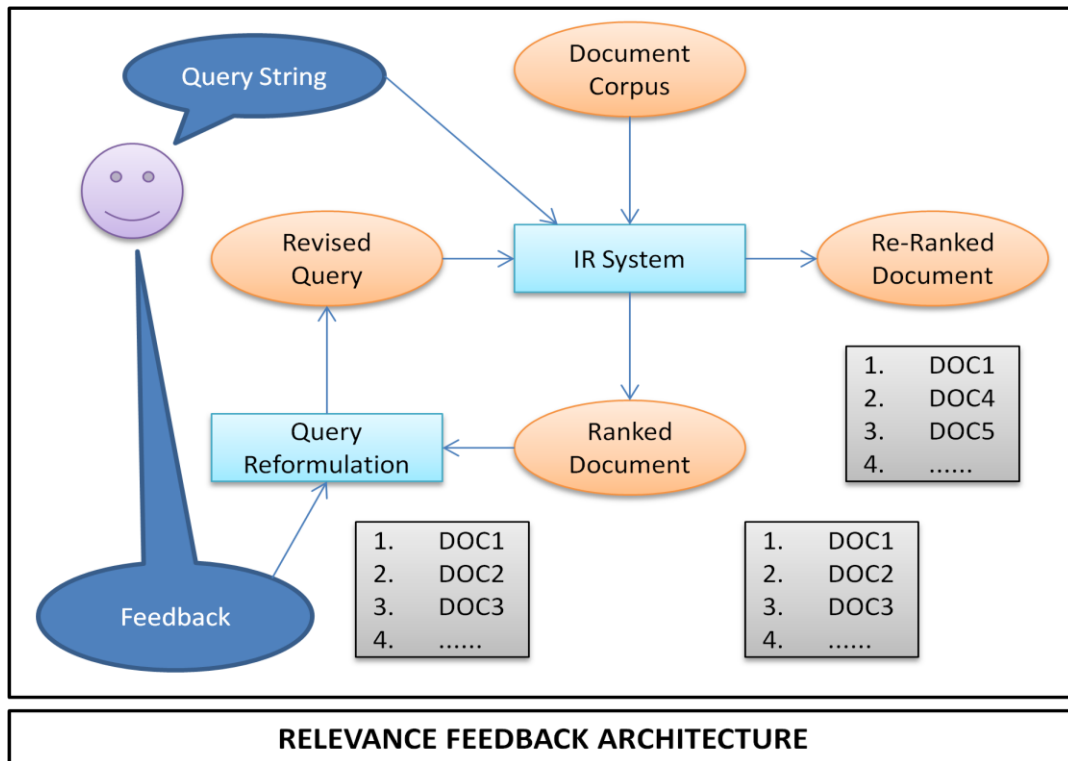 Query String
Document
Corpus
Revised
Query
IR System
Re-Ranked
Document
1. DOC1
2. DOC4
3. DOC5
4. ......
Query
Reformulation
Ranked
Document
Feedback
1. DOC1
2. DOC2
3. DOC3
4. ......
1. DOC1
2. DOC2
3. DOC3
4. ......
RELEVANCE FEEDBACK ARCHITECTURE